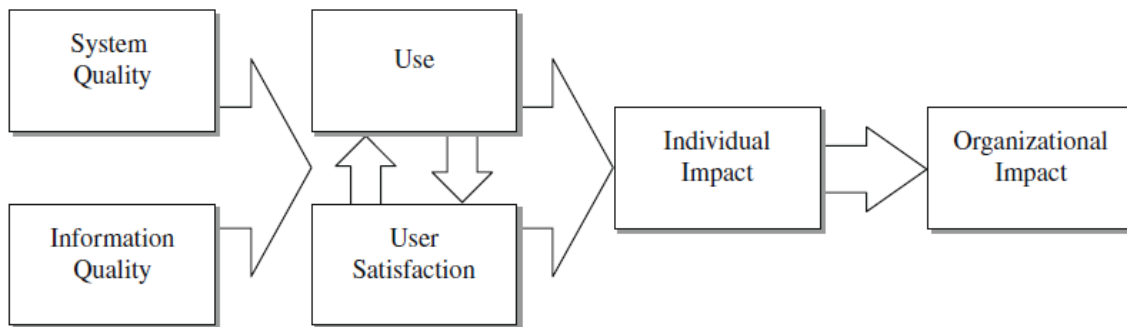 System
Quality
Use
Individual
Impact
Organizational
Impact
Information
Quality
User
Satisfaction